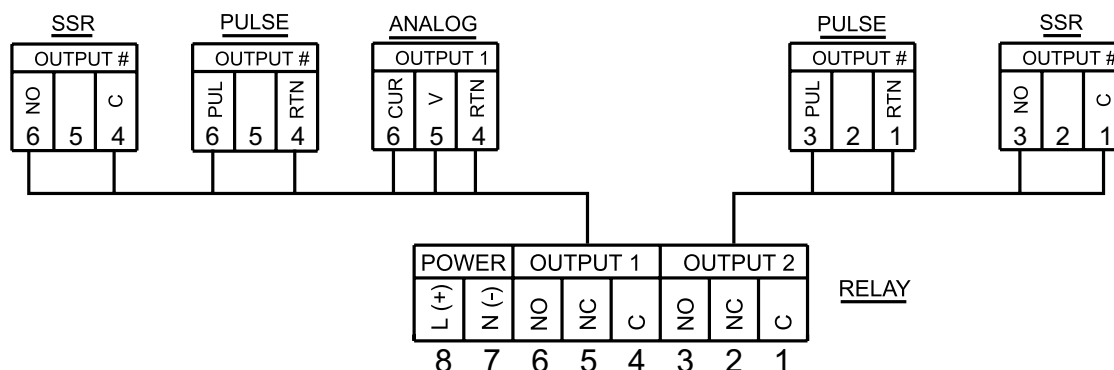 SSR
OUTPUT #
NO C
6 5 4
PULSE
OUTPUT #
PUL RTN
6 5 4
ANALOG
OUTPUT 1
CUR V RTN
6 5 4
PULSE
OUTPUT #
PUL RTN
3 2 1
SSR
OUTPUT #
NO C
3 2 1
POWER OUTPUT 1 OUTPUT 2
L (+) N (-) NO NC C NO NC C
8 7 6 5 4 3 2 1
RELAY